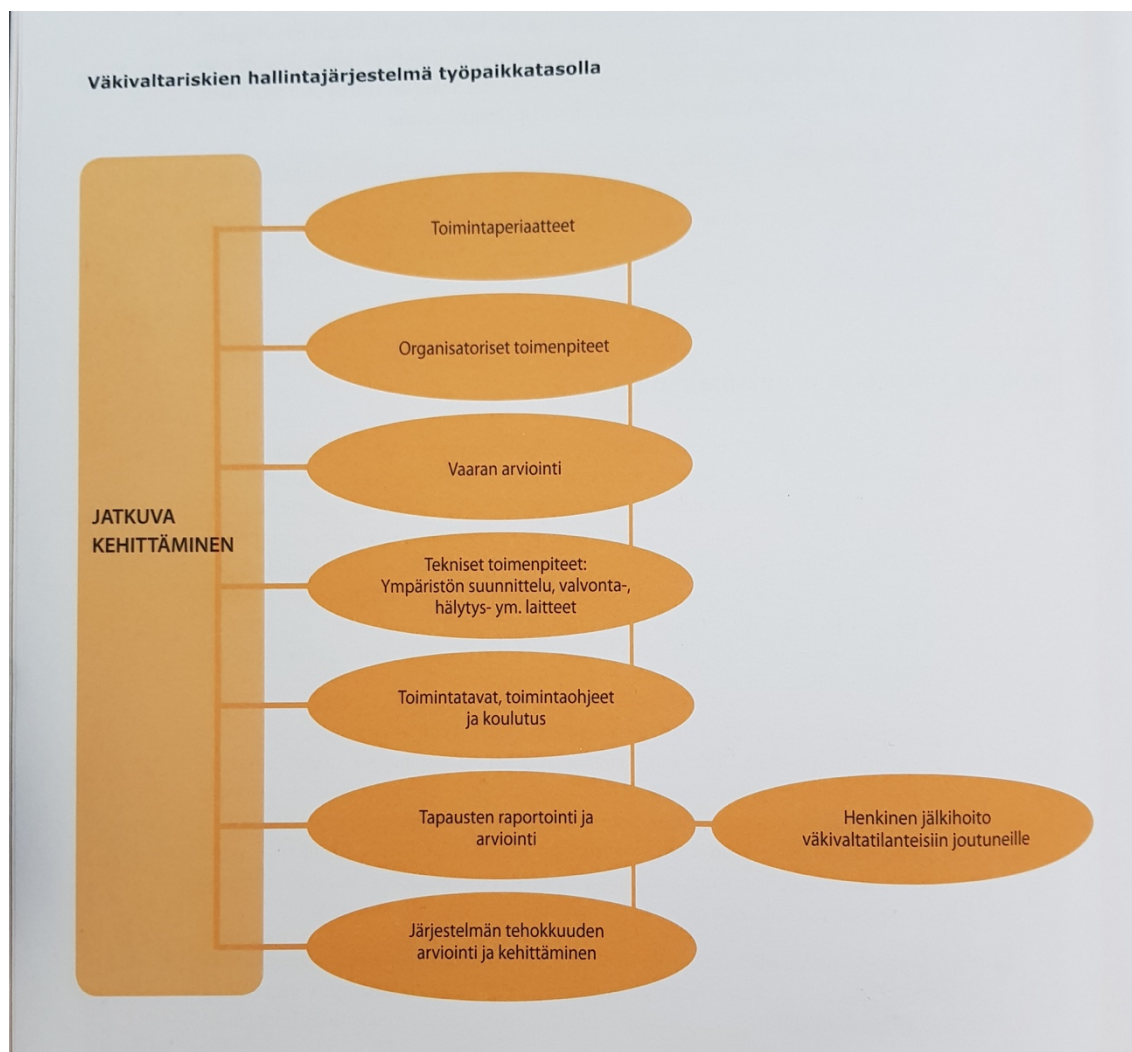 Väkivaltariskien hallintajärjestelmä työpaikkatasolla
JATKUVA
KEHITTÄMINEN
Toimintaperiaatteet
Organisatoriset toimenpiteet
Vaaran arviointi
Tekniset toimenpiteet:
Ympäristön suunnittelu, valvonta-,
hälytys- ym. laitteet
Toimintatavat, toimintaohjeet
ja koulutus
Tapausten raportointi ja
arviointi
Henkinen jälkihoito
väkivaltatilanteisiin joutuneille
Järjestelmän tehokkuuden
arviointi ja kehittäminen